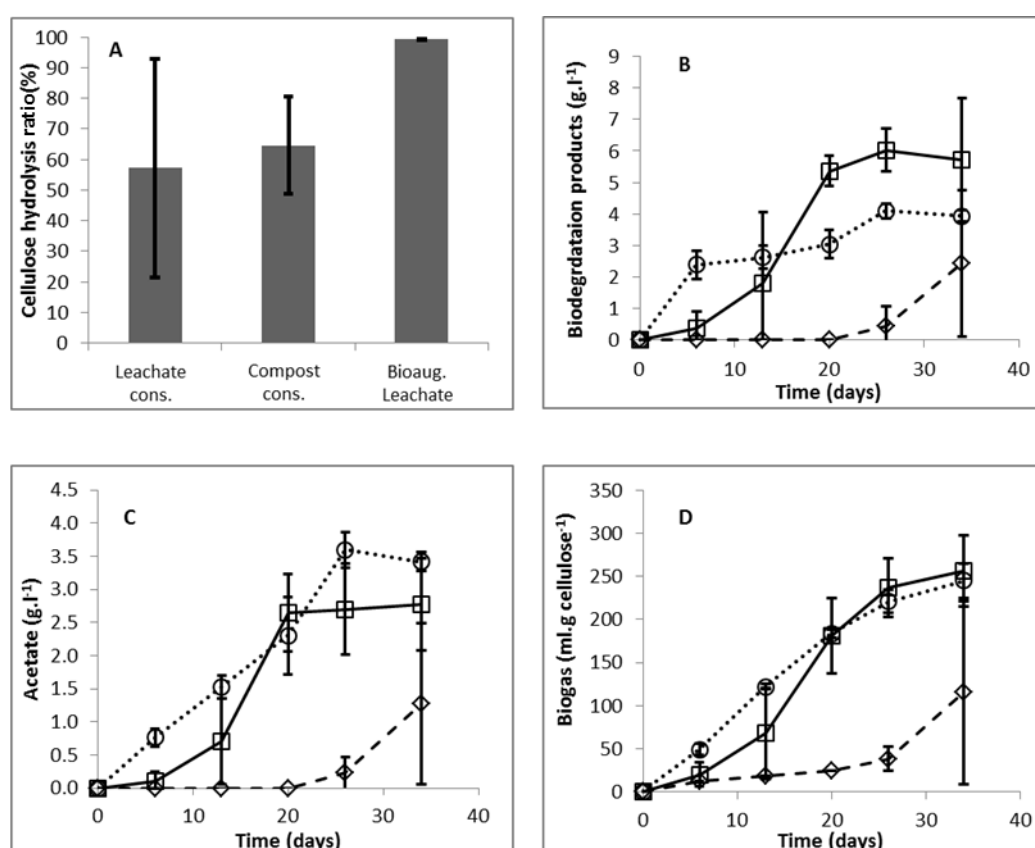 A
Cellulose hydrolysis ratio(%)
100
90
80
70
60
50
40
30
20
10
0
Leachate cons.
Compost cons.
Bioaug. Leachate
B
Biodegrdataion products (g.l⁻¹)
9
8
7
6
5
4
3
2
1
0
0 10 20 30 40
Time (days)
C
Acetate (g.l⁻¹)
4.5
4.0
3.5
3.0
2.5
2.0
1.5
1.0
0.5
0.0
0 10 20 30 40
Time (days)
D
Biogas (ml.g cellulose⁻¹)
350
300
250
200
150
100
50
0
0 10 20 30 40
Time (days)